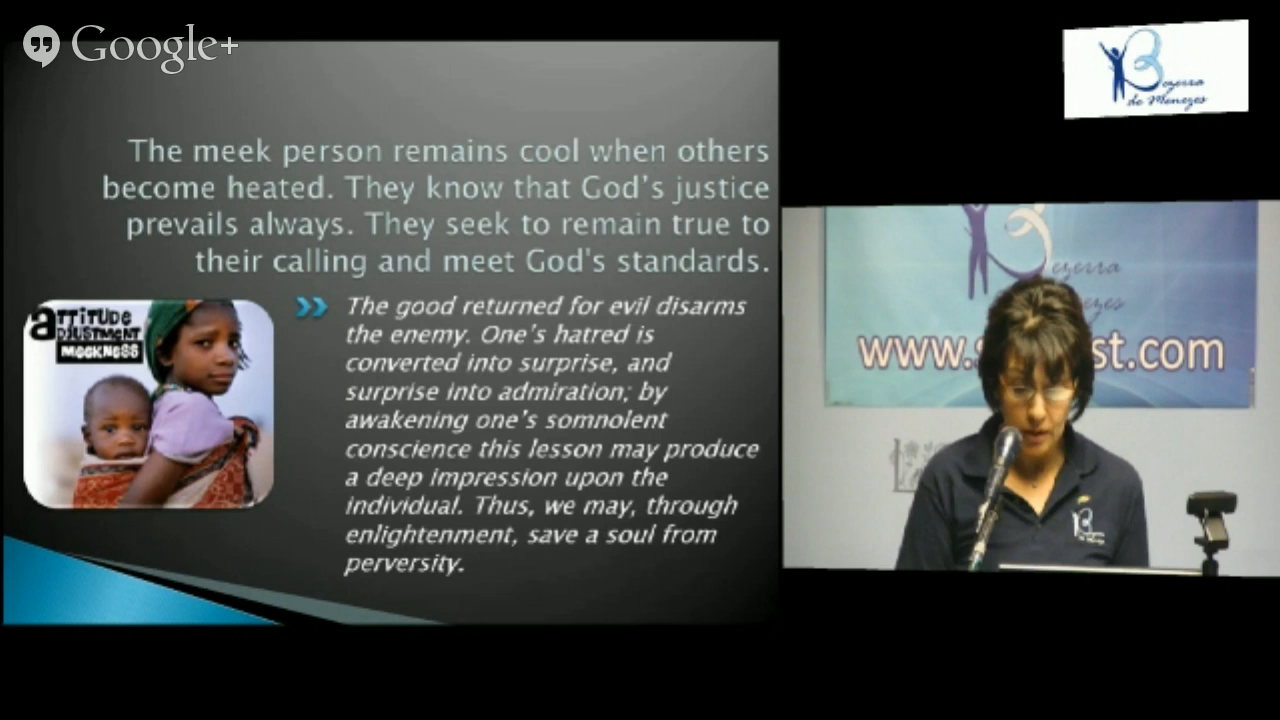 Google+
The meek person remains cool when others
become heated. They know that God’s justice
prevails always. They seek to remain true to
their calling and meet God's standards.
ATTITUDE
ADJUSTMENT
MEEKNESS
The good returned for evil disarms
the enemy. One’s hatred is
converted into surprise, and
surprise into admiration; by
awakening one’s somnolent
conscience this lesson may produce
a deep impression upon the
individual. Thus, we may, through
enlightenment, save a soul from
perversity.
Bezerra
de Menezes
Bezerra
Menezes
www.s st.com
B